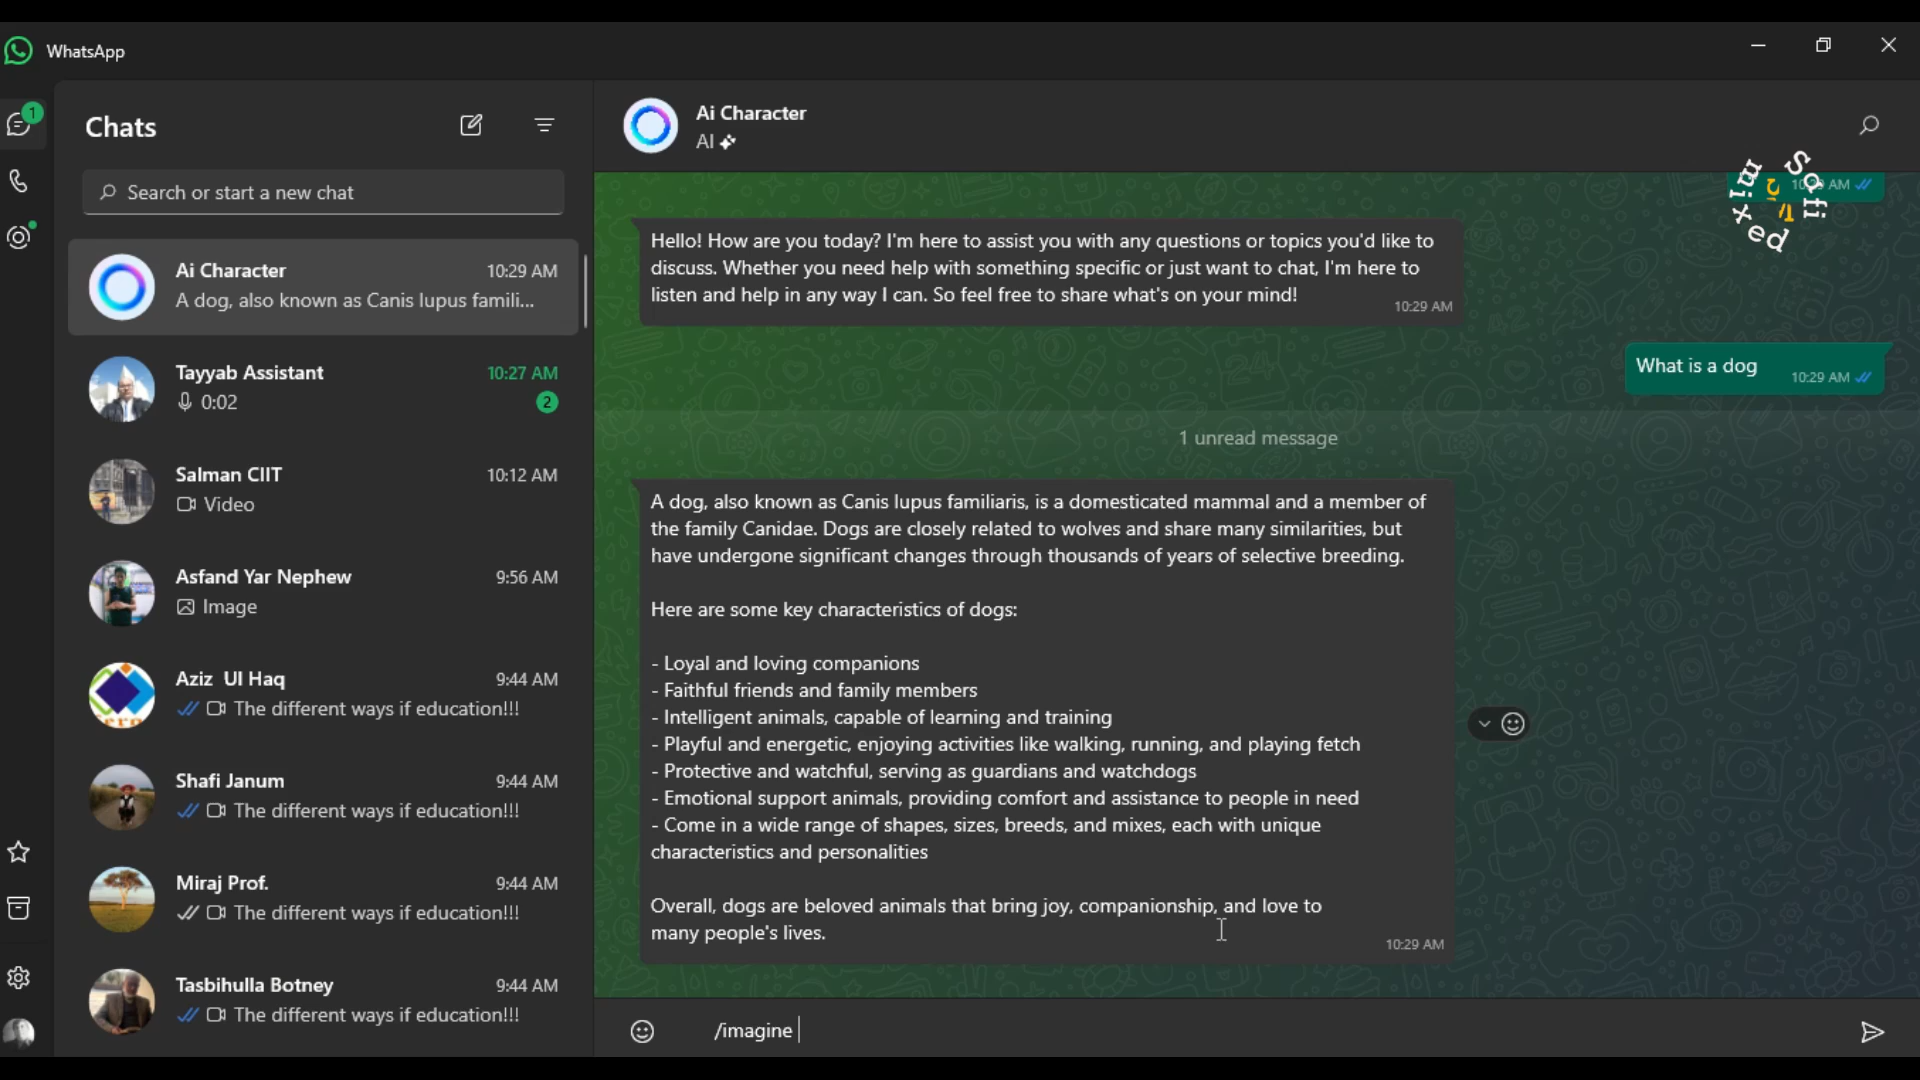 WhatsApp
1
Chats
Search or start a new chat
Ai Character
10:29 AM
A dog, also known as Canis lupus famili...
Tayyab Assistant
10:27 AM
0:02
2
Salman CIIT
10:12 AM
Video
Asfand Yar Nephew
9:56 AM
Image
Aziz Ul Haq
9:44 AM
The different ways if education!!!
Shafi Janum
9:44 AM
The different ways if education!!!
Miraj Prof.
9:44 AM
The different ways if education!!!
Tasbihulla Botney
9:44 AM
The different ways if education!!!
Ai Character
AI
Safi
mixed
10:29 AM
Hello! How are you today? I'm here to assist you with any questions or topics you'd like to
discuss. Whether you need help with something specific or just want to chat, I'm here to
listen and help in any way I can. So feel free to share what's on your mind!
10:29 AM
What is a dog
10:29 AM
1 unread message
A dog, also known as Canis lupus familiaris, is a domesticated mammal and a member of
the family Canidae. Dogs are closely related to wolves and share many similarities, but
have undergone significant changes through thousands of years of selective breeding.
Here are some key characteristics of dogs:
- Loyal and loving companions
- Faithful friends and family members
- Intelligent animals, capable of learning and training
- Playful and energetic, enjoying activities like walking, running, and playing fetch
- Protective and watchful, serving as guardians and watchdogs
- Emotional support animals, providing comfort and assistance to people in need
- Come in a wide range of shapes, sizes, breeds, and mixes, each with unique
characteristics and personalities
Overall, dogs are beloved animals that bring joy, companionship, and love to
many people's lives.
10:29 AM
/imagine